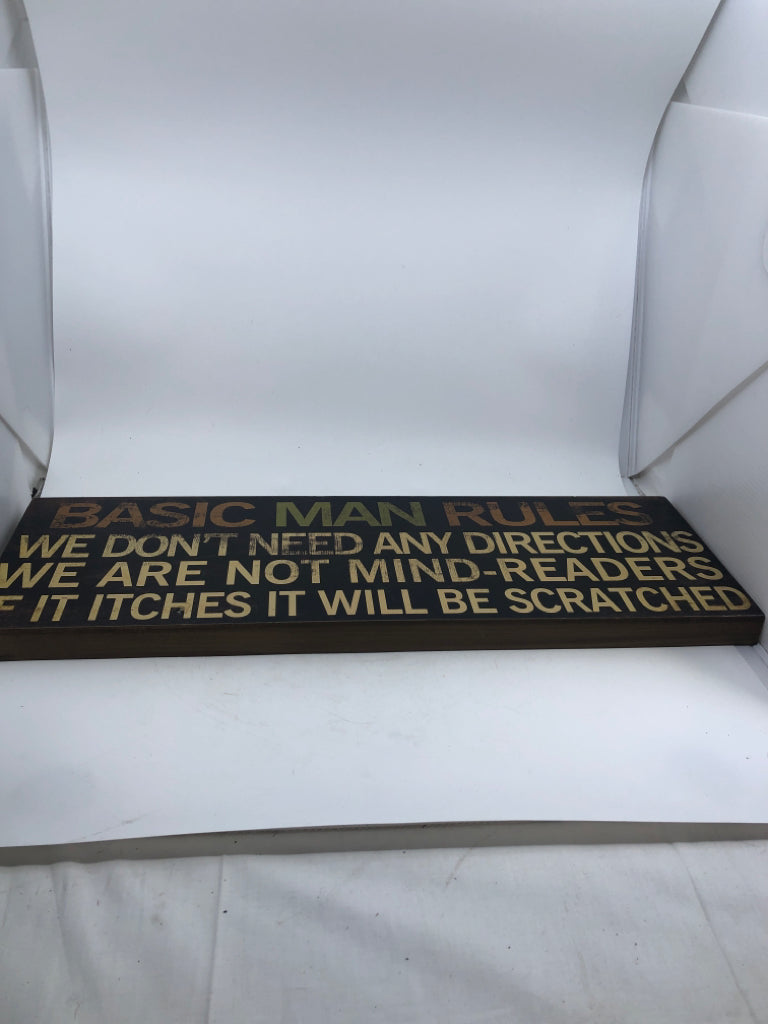 BASIC MAN RULES
WE DON'T NEED ANY DIRECTIONS
WE ARE NOT MIND-READERS
F IT ITCHES IT WILL BE SCRATCHED